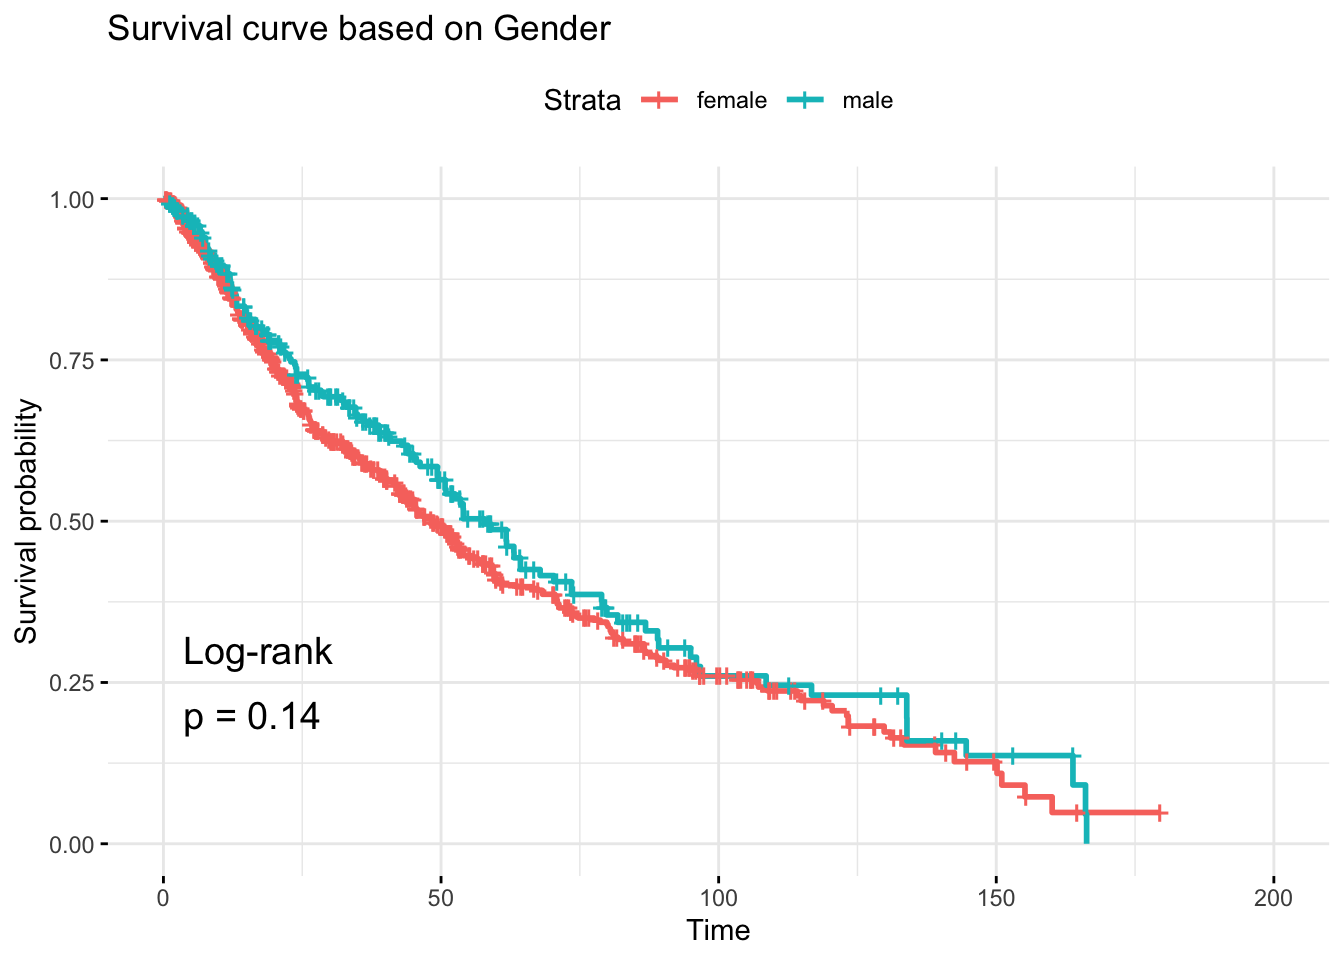 Survival curve based on Gender
Strata female male
Survival probability
1.00
0.75
0.50
0.25
0.00
Log-rank
p = 0.14
0 50 100 150 200
Time